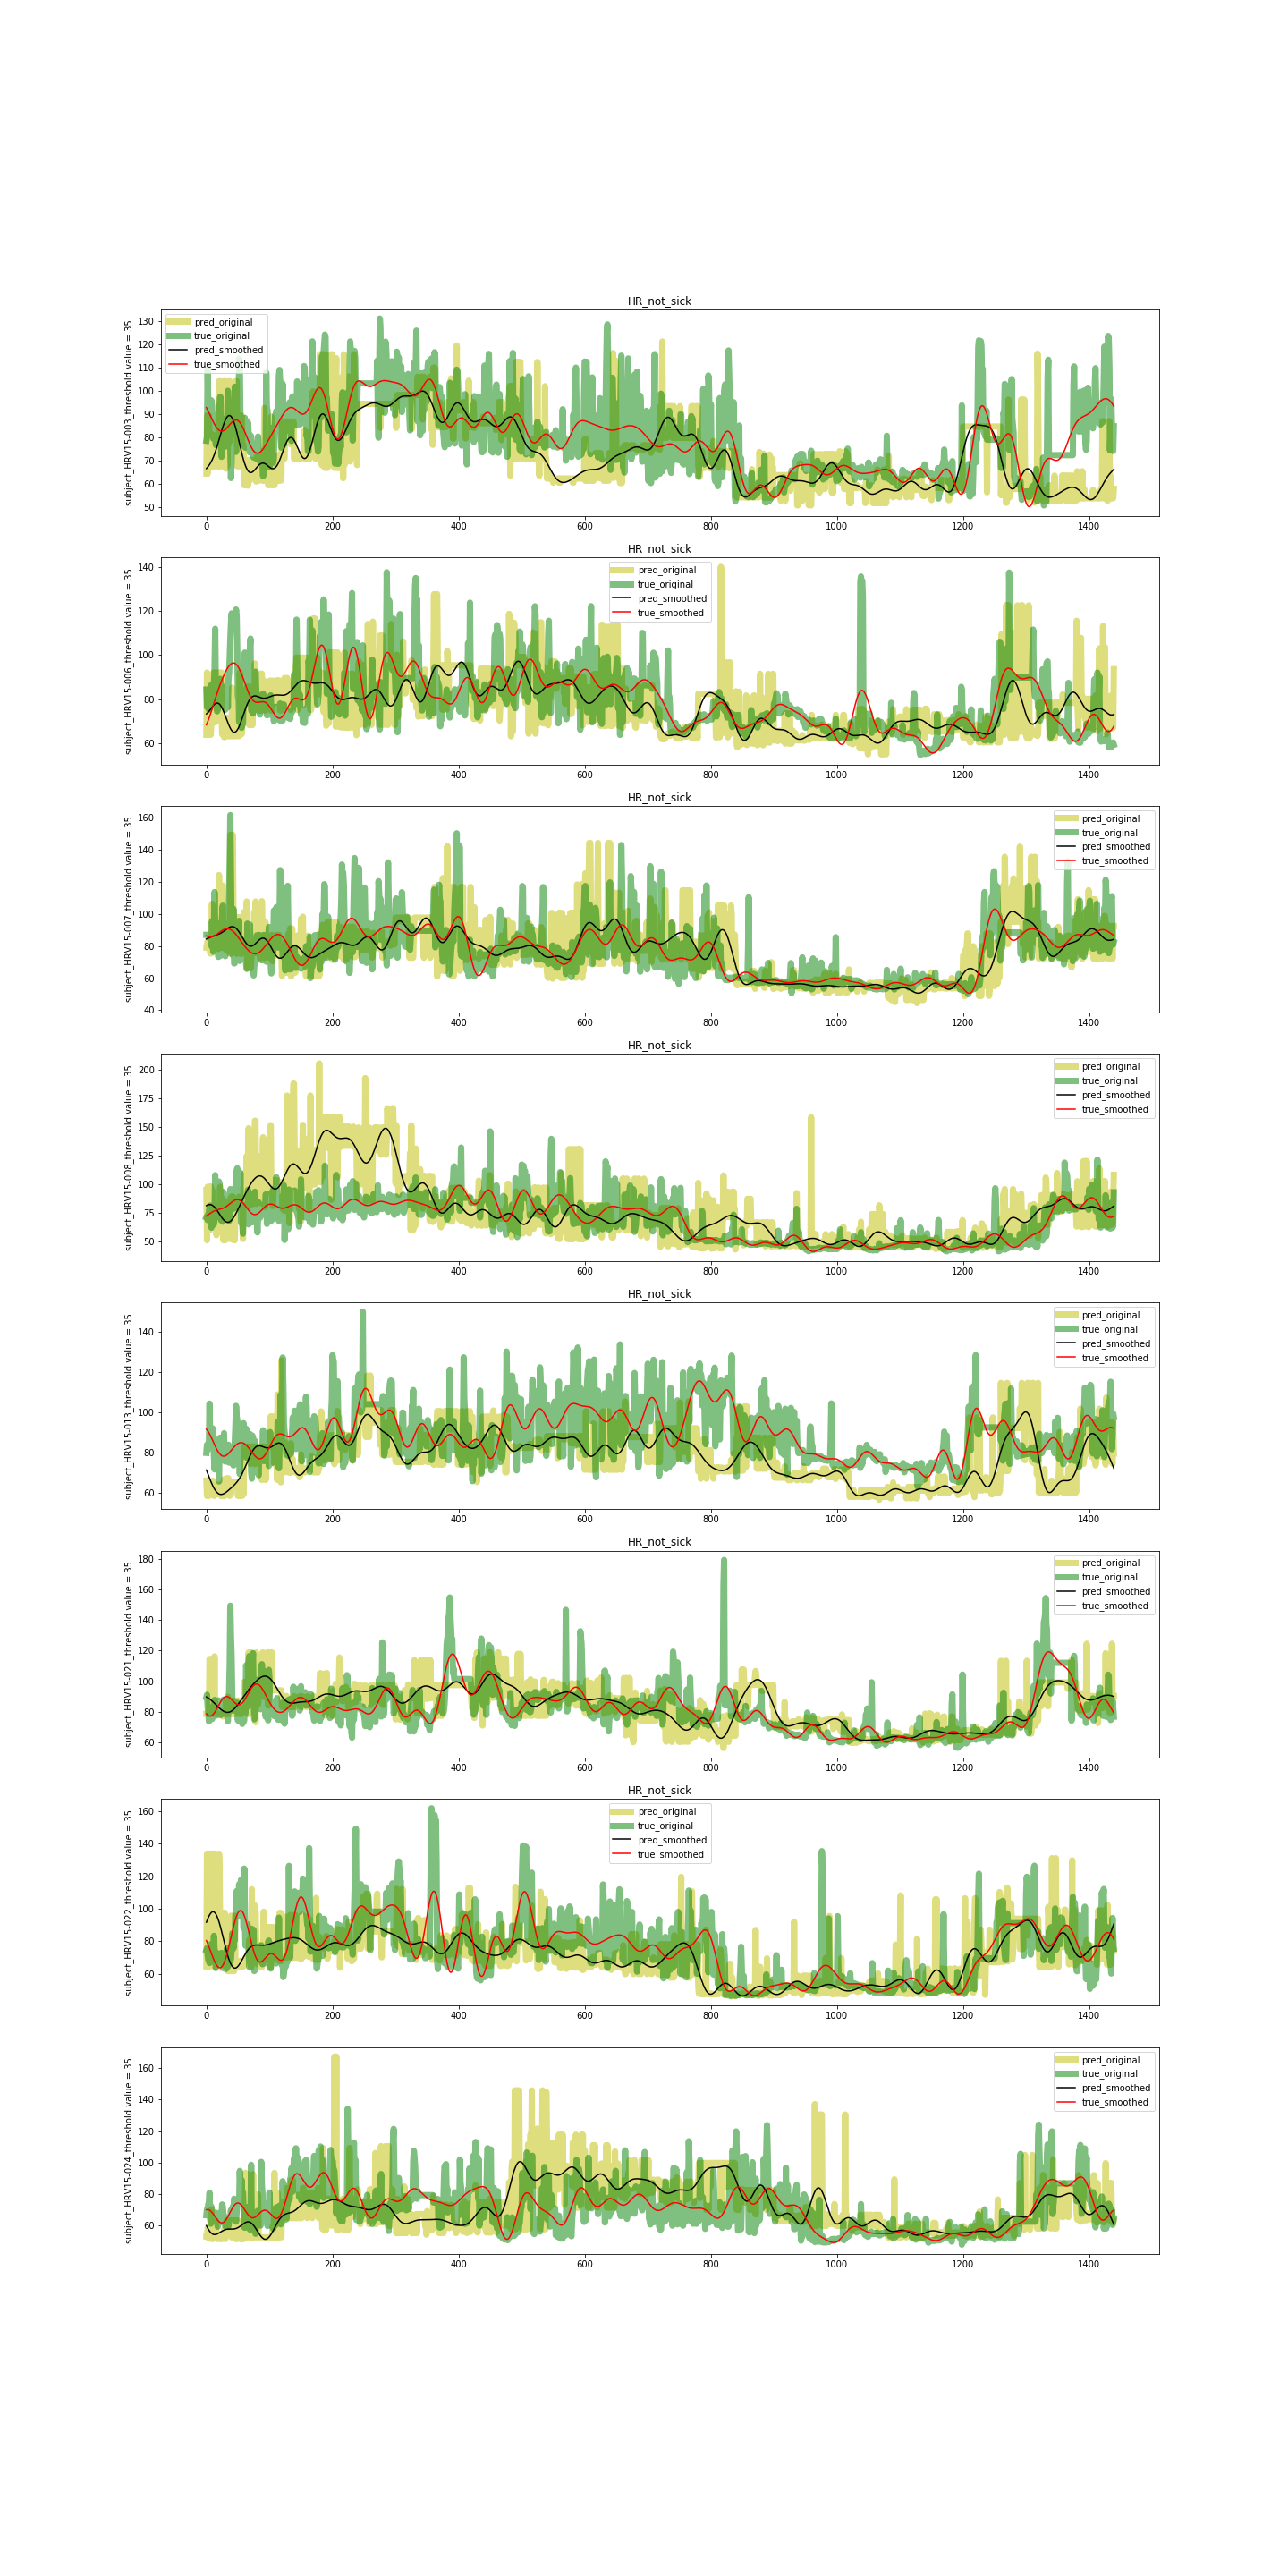 HR_not_sick
subject_HRV15-003_threshold value = 35
130
120
110
100
90
80
70
60
50
pred_original
true_original
pred_smoothed
true_smoothed
0 200 400 600 800 1000 1200 1400
HR_not_sick
subject_HRV15-006_threshold value = 35
140
120
100
80
60
pred_original
true_original
pred_smoothed
true_smoothed
0 200 400 600 800 1000 1200 1400
HR_not_sick
subject_HRV15-007_threshold value = 35
160
140
120
100
80
60
40
pred_original
true_original
pred_smoothed
true_smoothed
0 200 400 600 800 1000 1200 1400
HR_not_sick
subject_HRV15-008_threshold value = 35
200
175
150
125
100
75
50
pred_original
true_original
pred_smoothed
true_smoothed
0 200 400 600 800 1000 1200 1400
HR_not_sick
subject_HRV15-013_threshold value = 35
140
120
100
80
60
pred_original
true_original
pred_smoothed
true_smoothed
0 200 400 600 800 1000 1200 1400
HR_not_sick
subject_HRV15-021_threshold value = 35
180
160
140
120
100
80
60
pred_original
true_original
pred_smoothed
true_smoothed
0 200 400 600 800 1000 1200 1400
HR_not_sick
subject_HRV15-022_threshold value = 35
160
140
120
100
80
60
pred_original
true_original
pred_smoothed
true_smoothed
0 200 400 600 800 1000 1200 1400
subject_HRV15-024_threshold value = 35
160
140
120
100
80
60
pred_original
true_original
pred_smoothed
true_smoothed
0 200 400 600 800 1000 1200 1400